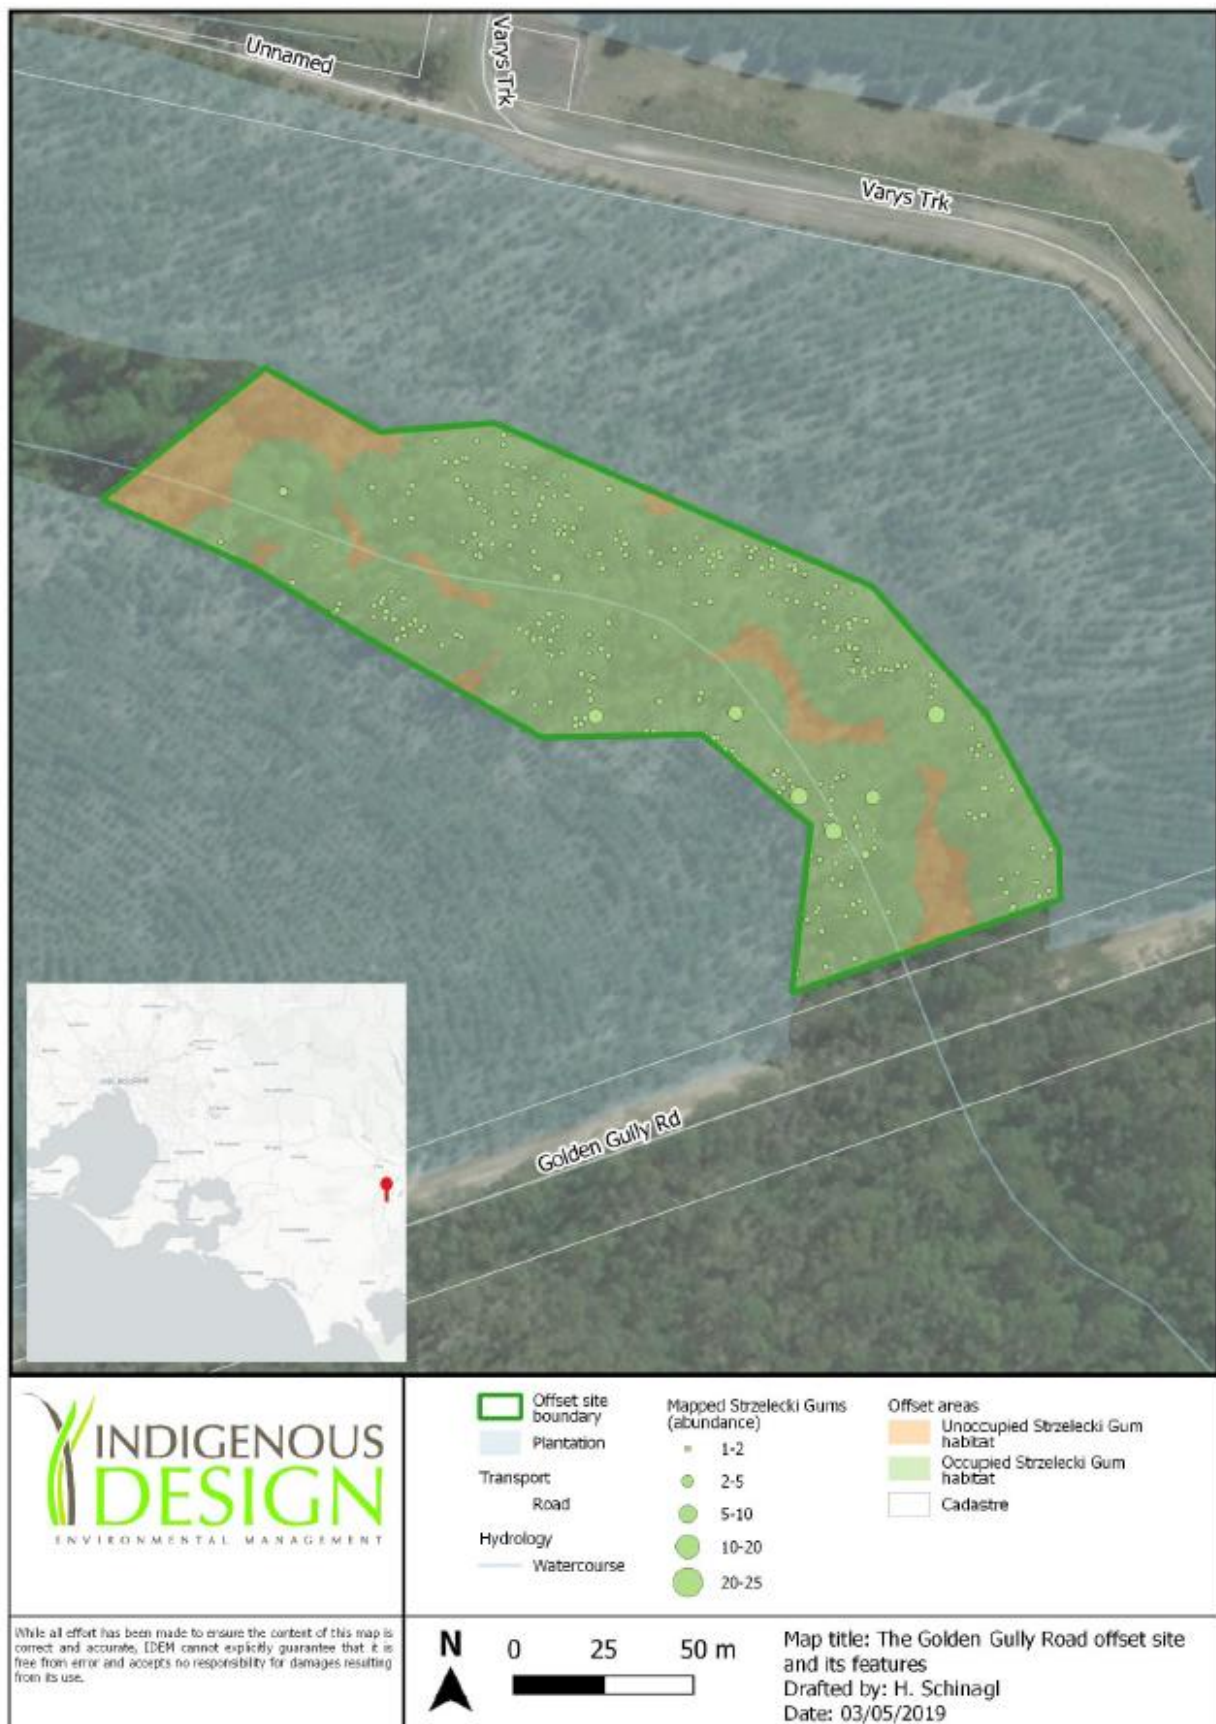 Unnamed
Varys Trk
Varys Trk
Golden Gully Rd
INDIGENOUS
DESIGN
ENVIRONMENTAL MANAGEMENT
Offset site
boundary
Plantation
Transport
Road
Hydrology
Watercourse
Mapped Strzelecki Gums
(abundance)
1-2
2-5
5-10
10-20
20-25
Offset areas
Unoccupied Strzelecki Gum
habitat
Occupied Strzelecki Gum
habitat
Cadastre
While all effort has been made to ensure the content of this map is
correct and accurate, IDEM cannot explicitly guarantee that it is
free from error and accepts no responsibility for damages resulting
from its use.
N
0 25 50 m
Map title: The Golden Gully Road offset site
and its features
Drafted by: H. Schinagl
Date: 03/05/2019